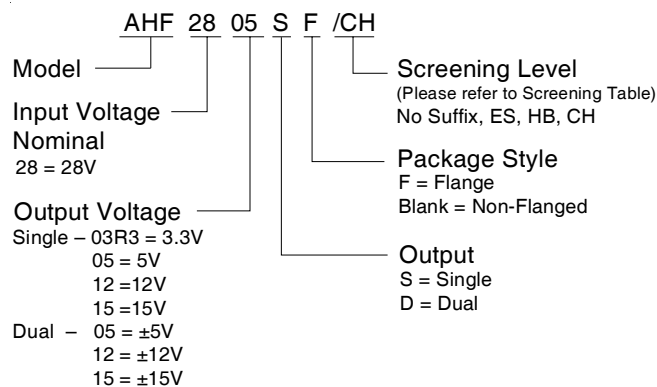 AHF 28 05 S F /CH
Model
Input Voltage
Nominal
28 = 28V
Output Voltage
Single – 03R3 = 3.3V
05 = 5V
12 =12V
15 =15V
Dual – 05 = ±5V
12 = ±12V
15 = ±15V
Screening Level
(Please refer to Screening Table)
No Suffix, ES, HB, CH
Package Style
F = Flange
Blank = Non-Flanged
Output
S = Single
D = Dual